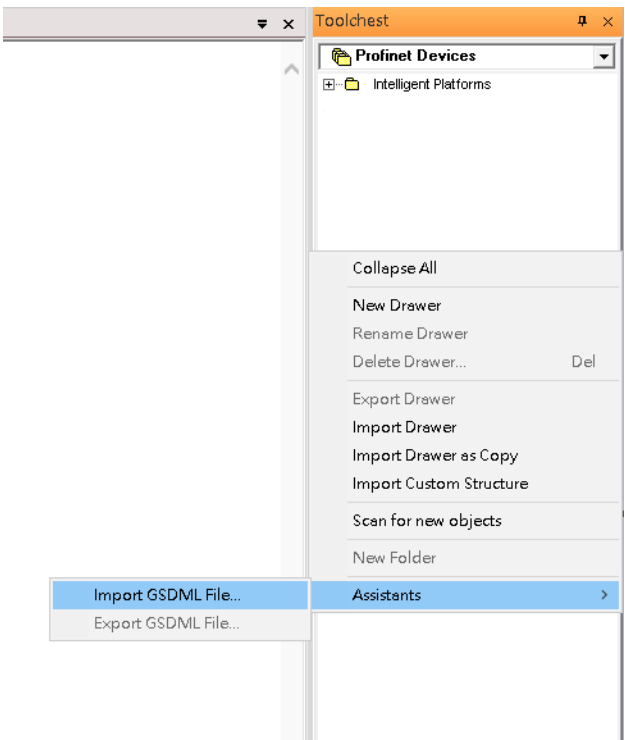 Toolchest
Profinet Devices
Intelligent Platforms
Collapse All
New Drawer
Rename Drawer
Delete Drawer... Del
Export Drawer
Import Drawer
Import Drawer as Copy
Import Custom Structure
Scan for new objects
New Folder
Assistants
Import GSDML File...
Export GSDML File...